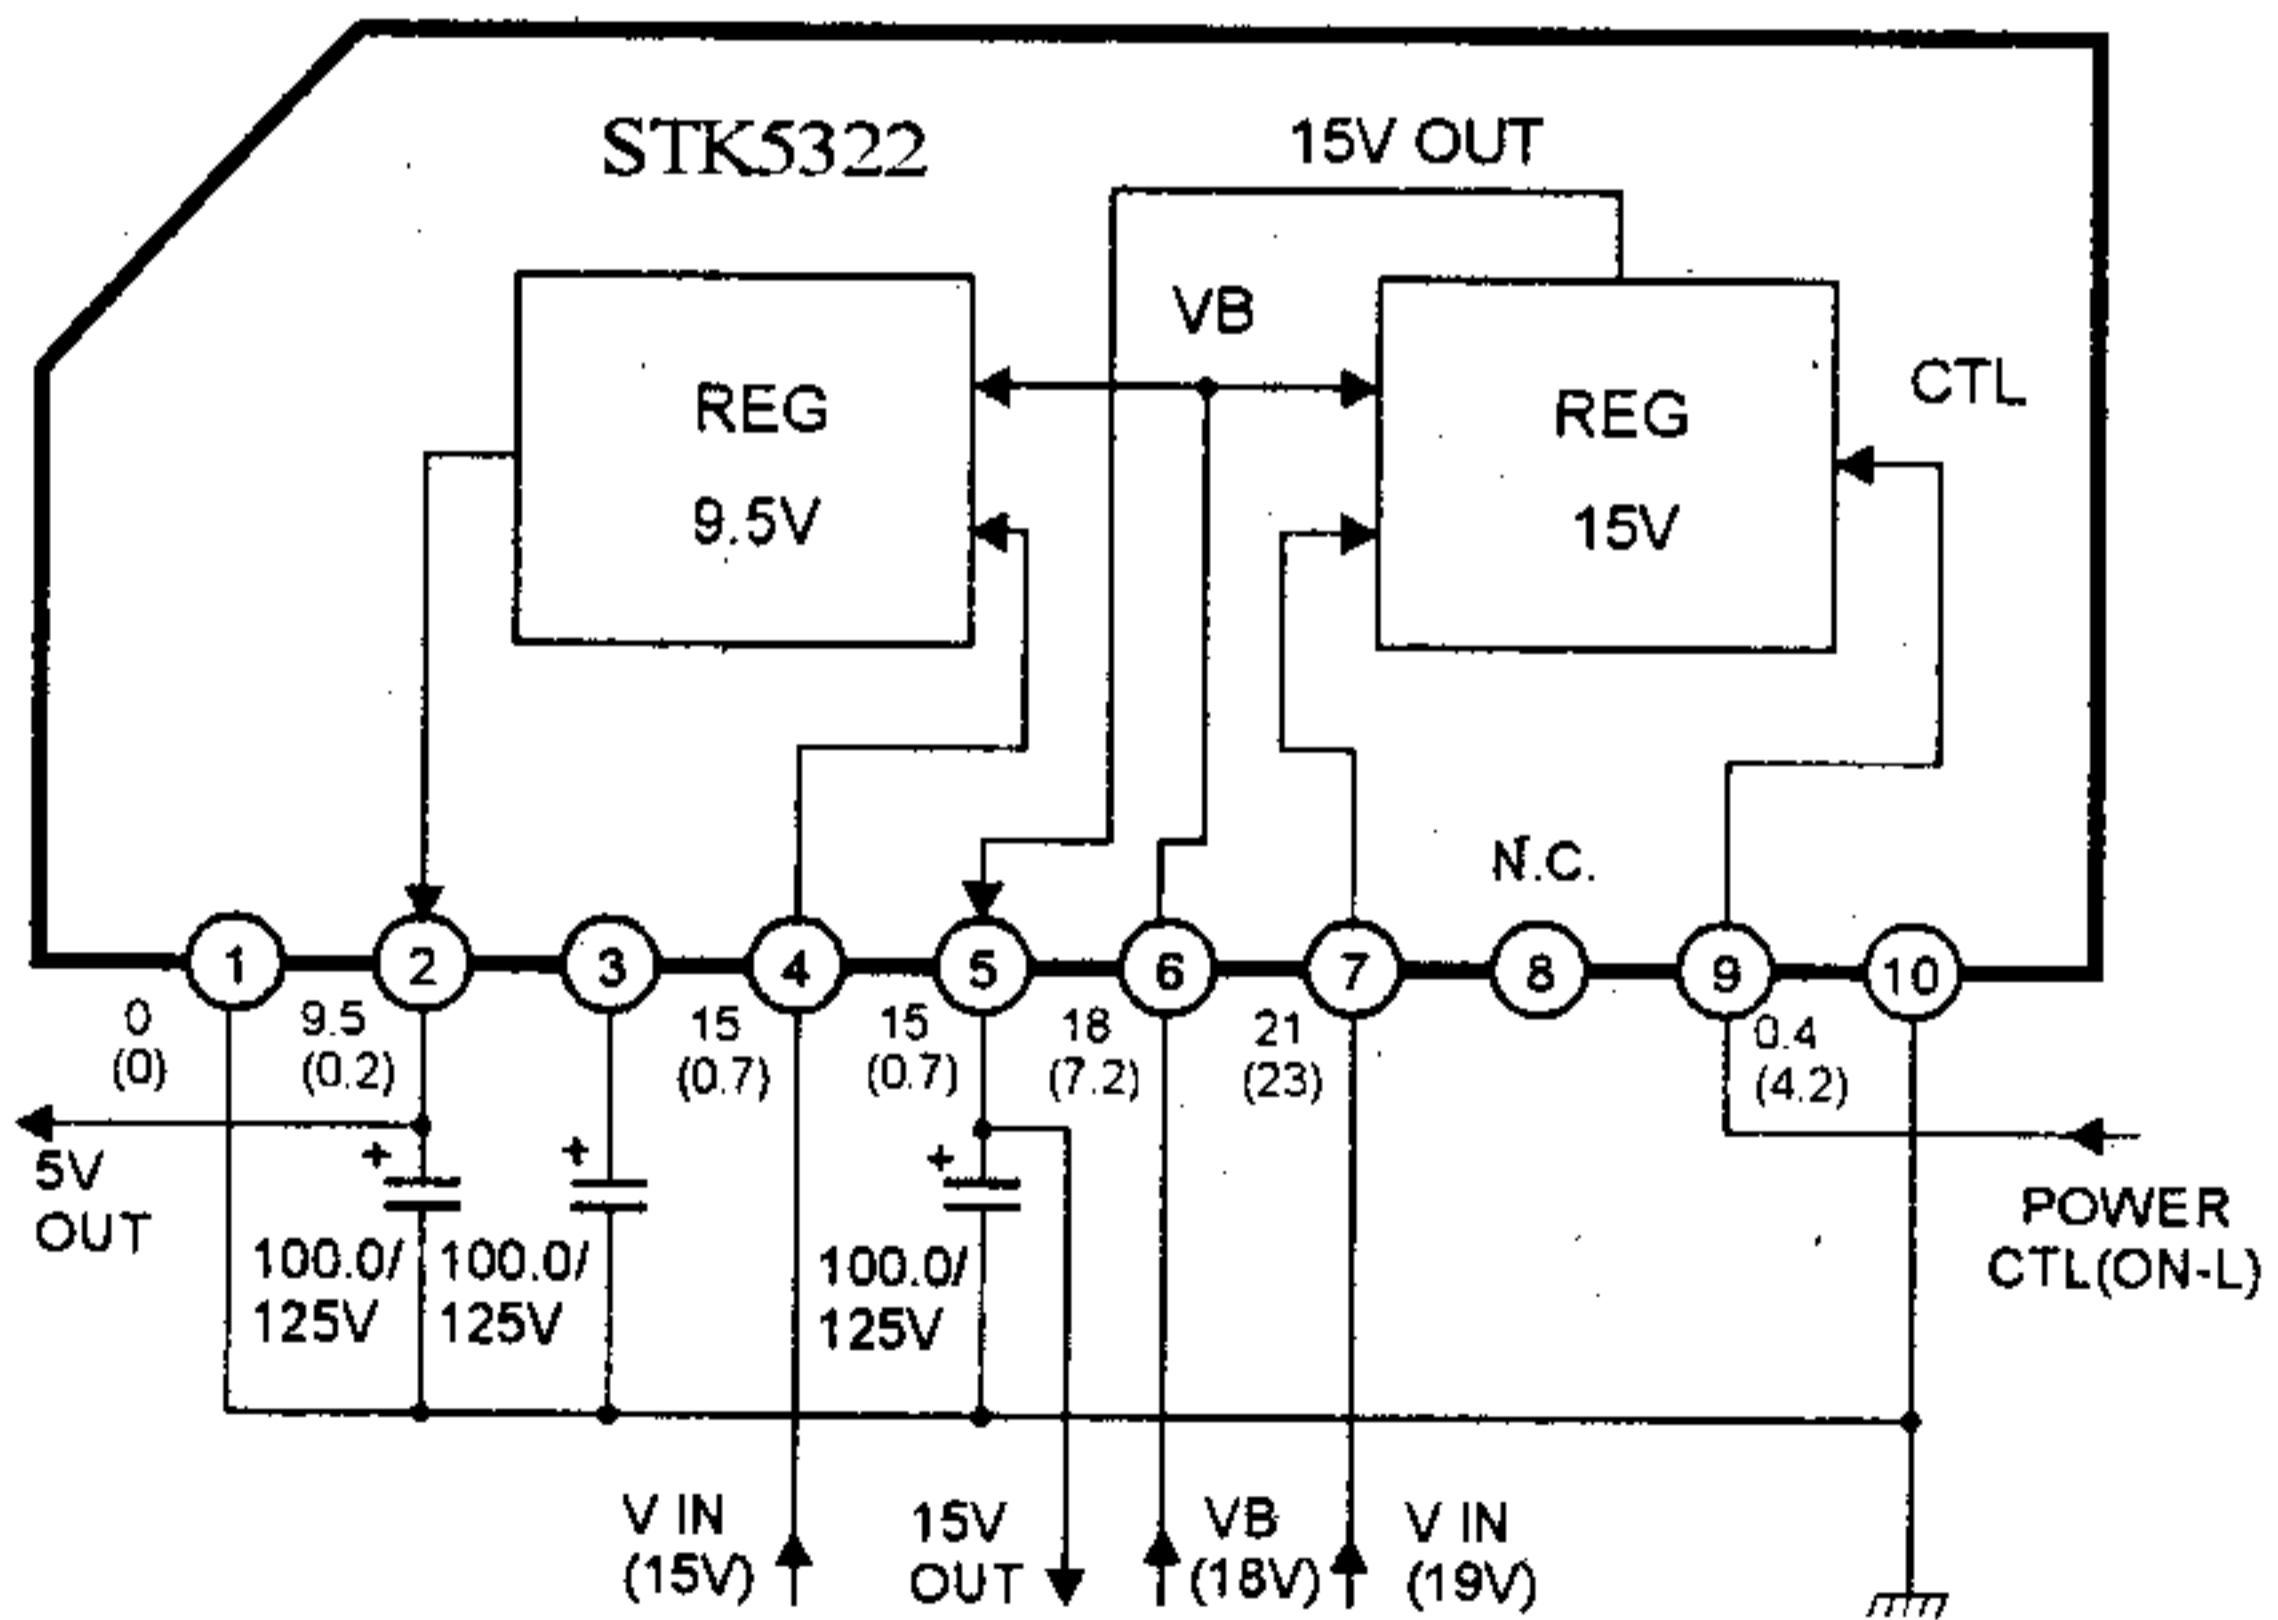 STK5322
15V OUT
VB
CTL
REG
9.5V
REG
15V
N.C.
1 2 3 4 5 6 7 8 9 10
0
(0)
9.5
(0.2)
15
(0.7)
15
(0.7)
18
(7.2)
21
(23)
0.4
(4.2)
5V
OUT
+
+
+
100.0/
125V
100.0/
125V
100.0/
125V
POWER
CTL(ON-L)
V IN
(15V)
15V
OUT
VB
(18V)
V IN
(19V)